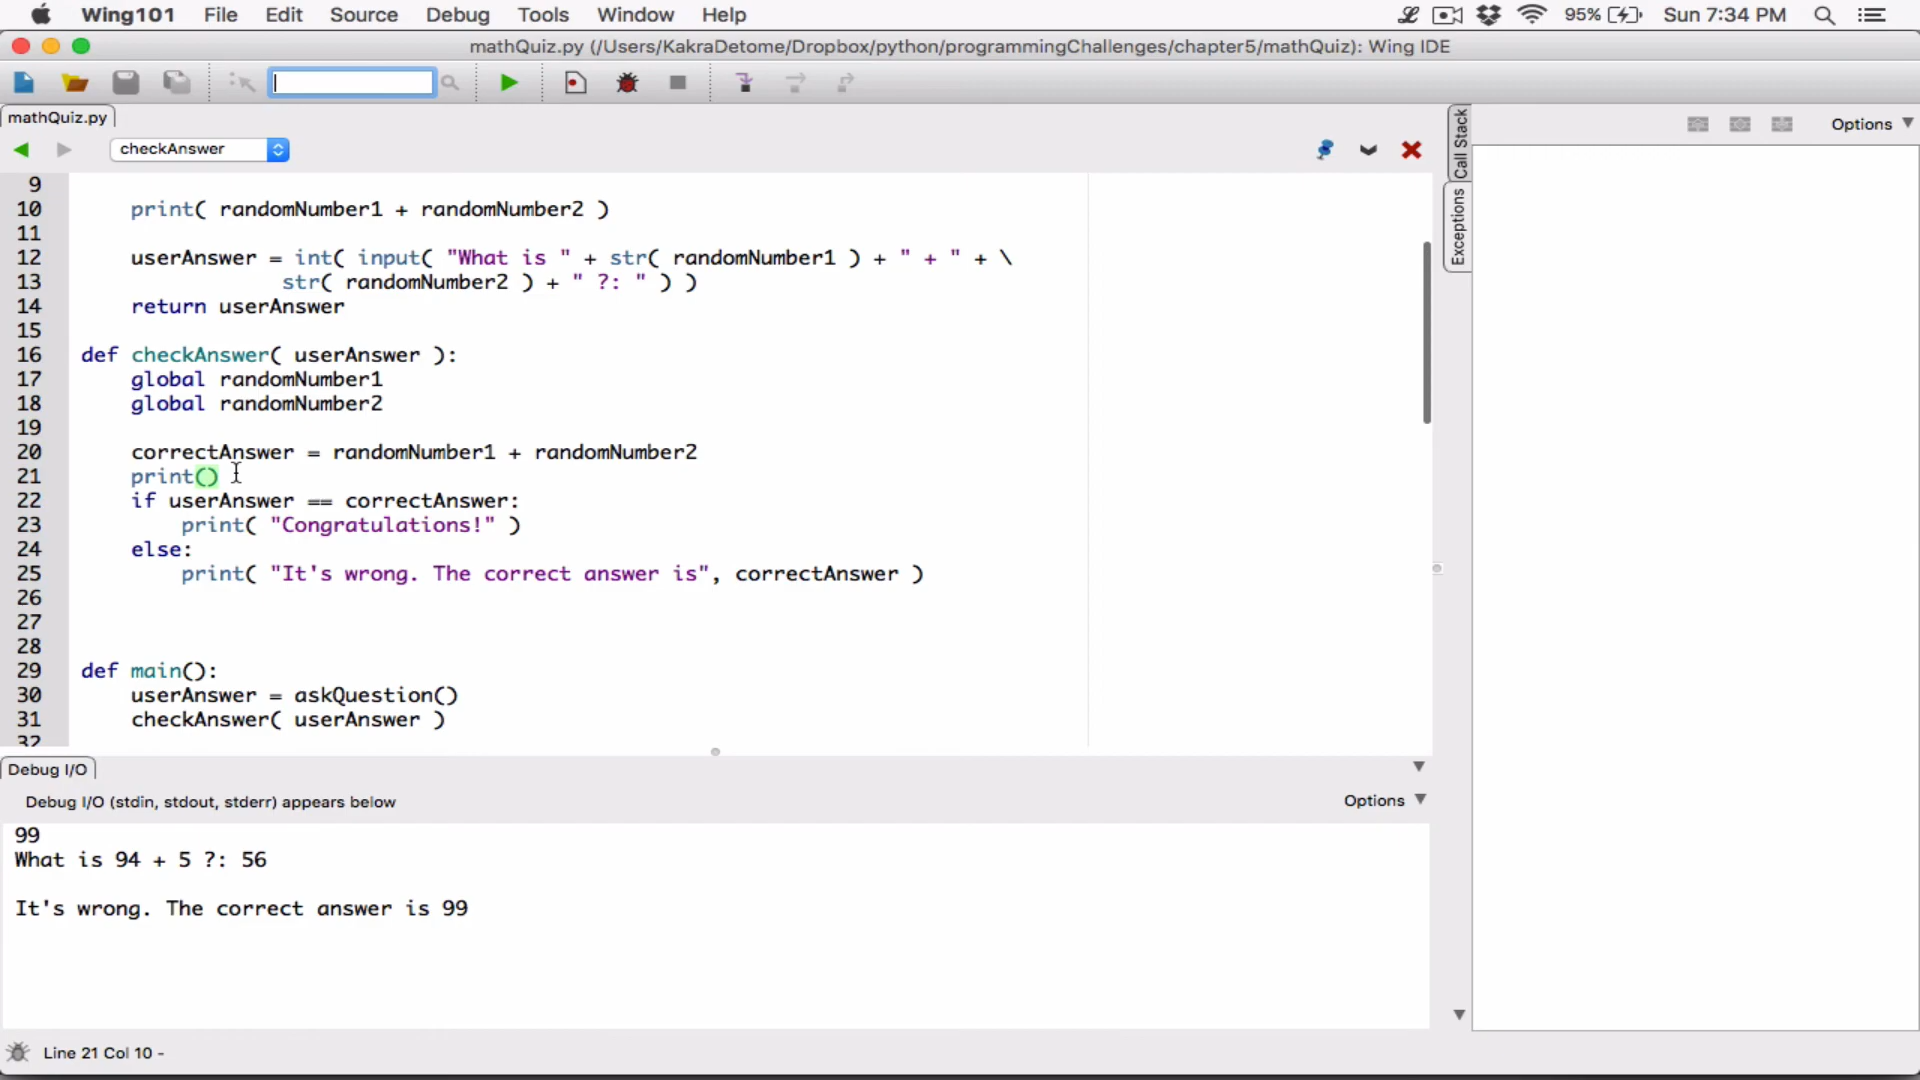 Wing101 File Edit Source Debug Tools Window Help 95% Sun 7:34 PM
mathQuiz.py (/Users/KakraDetome/Dropbox/python/programmingChallenges/chapter5/mathQuiz): Wing IDE
mathQuiz.py
checkAnswer
Call Stack
Exceptions
Options
9
10 print( randomNumber1 + randomNumber2 )
11
12 userAnswer = int( input( "What is " + str( randomNumber1 ) + " + " + \
13 str( randomNumber2 ) + " ?: " ) )
14 return userAnswer
15
16 def checkAnswer( userAnswer ):
17 global randomNumber1
18 global randomNumber2
19
20 correctAnswer = randomNumber1 + randomNumber2
21 print()
22 if userAnswer == correctAnswer:
23 print( "Congratulations!" )
24 else:
25 print( "It's wrong. The correct answer is", correctAnswer )
26
27
28
29 def main():
30 userAnswer = askQuestion()
31 checkAnswer( userAnswer )
32
Debug I/O
Debug I/O (stdin, stdout, stderr) appears below
Options
99
What is 94 + 5 ?: 56
It's wrong. The correct answer is 99
Line 21 Col 10 -